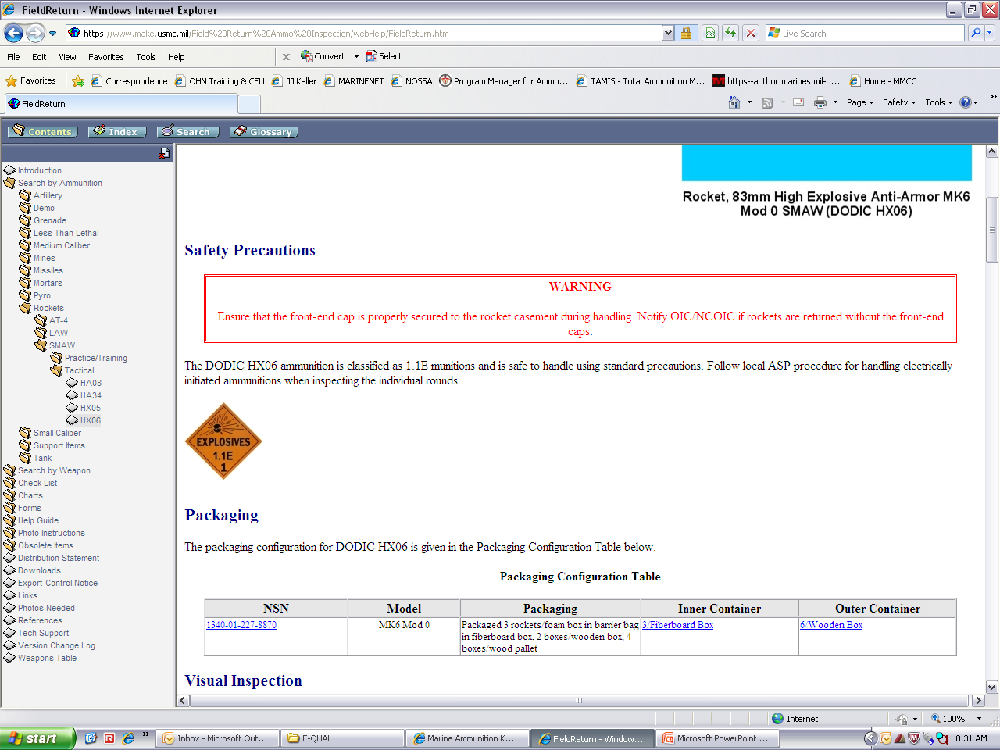 FieldReturn - Windows Internet Explorer
https://www.make.usmc.mil/Field%20Return%20Ammo%20Inspection/webHelp/FieldReturn.htm
Live Search
File Edit View Favorites Tools Help
x Convert Select
Favorites Correspondence OHN Training & CEU JJ Keller MARINENET NOSSA Program Manager for Ammu... TAMIS - Total Ammunition M... https--author.marines.mil-u... Home - MMCC
FieldReturn
Page Safety Tools
Contents Index Search Glossary
Introduction
Search by Ammunition
Artillery
Demo
Grenade
Less Than Lethal
Medium Caliber
Mines
Missiles
Mortars
Pyro
Rockets
AT-4
LAW
SMAW
Practice/Training
Tactical
HA08
HA34
HX05
HX06
Small Caliber
Support Items
Tank
Search by Weapon
Check List
Charts
Forms
Help Guide
Photo Instructions
Obsolete Items
Distribution Statement
Downloads
Export-Control Notice
Links
Photos Needed
References
Tech Support
Version Change Log
Weapons Table
Rocket, 83mm High Explosive Anti-Armor MK6
Mod 0 SMAW (DODIC HX06)
Safety Precautions
WARNING
Ensure that the front-end cap is properly secured to the rocket casement during handling. Notify OIC/NCOIC if rockets are returned without the front-end
caps.
The DODIC HX06 ammunition is classified as 1.1E munitions and is safe to handle using standard precautions. Follow local ASP procedure for handling electrically
initiated ammunitions when inspecting the individual rounds.
EXPLOSIVES
1.1E
1
Packaging
The packaging configuration for DODIC HX06 is given in the Packaging Configuration Table below.
Packaging Configuration Table
NSN Model Packaging Inner Container Outer Container
1340-01-227-8870 MK6 Mod 0 Packaged 3 rockets/foam box in barrier bag 3/Fiberboard Box 6/Wooden Box
in fiberboard box, 2 boxes/wooden box, 4
boxes/wood pallet
Visual Inspection
Internet 100%
start Inbox - Microsoft Out... E-QUAL Marine Ammunition K... FieldReturn - Window... Microsoft PowerPoint ... 8:31 AM